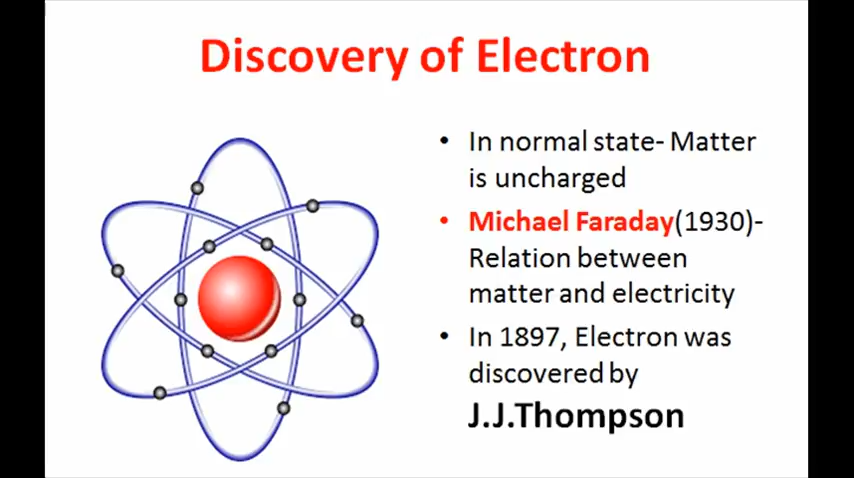 Discovery of Electron
• In normal state- Matter
is uncharged
• Michael Faraday(1930)-
Relation between
matter and electricity
• In 1897, Electron was
discovered by
J.J.Thompson